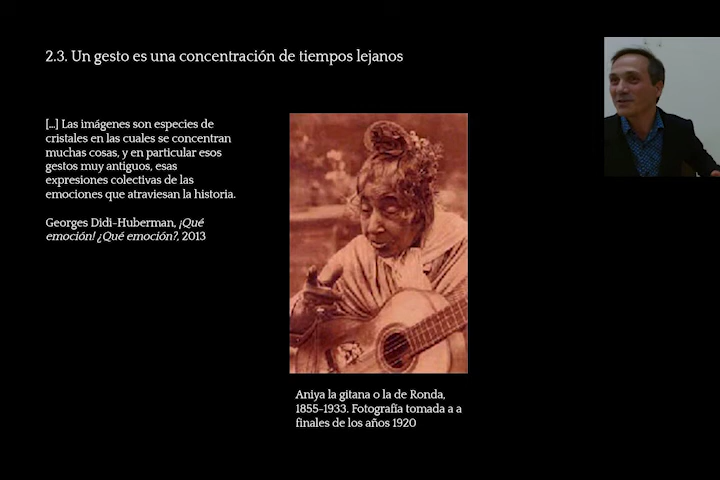 2.3. Un gesto es una concentración de tiempos lejanos
[...] Las imágenes son especies de
cristales en las cuales se concentran
muchas cosas, y en particular esos
gestos muy antiguos, esas
expresiones colectivas de las
emociones que atraviesan la historia.
Georges Didi-Huberman, ¡Qué
emoción! ¿Qué emoción?, 2013
Aniya la gitana o la de Ronda,
1855-1933. Fotografía tomada a a
finales de los años 1920